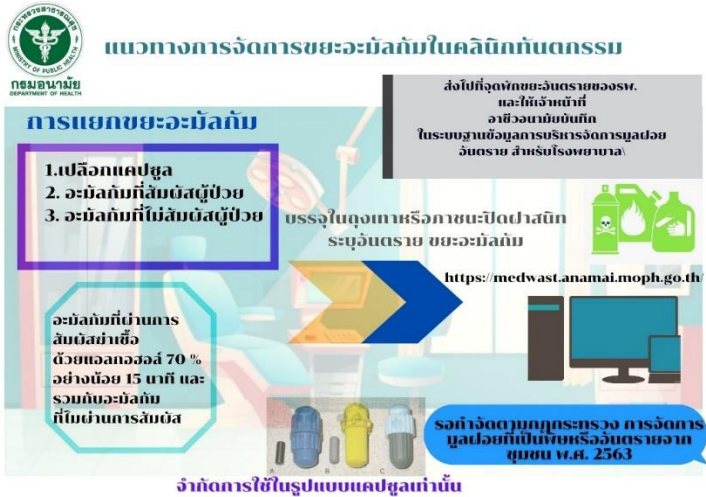 กระทรวงสาธารณสุข
MINISTRY OF PUBLIC HEALTH
กรมอนามัย
DEPARTMENT OF HEALTH
แนวทางการจัดการขยะอะมัลกัมในคลินิกทันตกรรม
การแยกขยะอะมัลกัม
1.เปลือกแคปซูล
2. อะมัลกัมที่สัมผัสผู้ป่วย
3. อะมัลกัมที่ไม่สัมผัสผู้ป่วย
ส่งไปที่จุดพักขยะอันตรายของรพ.
และให้เจ้าหน้าที่
อาชีวอนามัยบันทึก
ในระบบฐานข้อมูลการบริหารจัดการมูลฝอย
อันตราย สำหรับโรงพยาบาล\
บรรจุในถุงเทาหรือภาชนะปิดฝาสนิท
ระบุอันตราย ขยะอะมัลกัม
https://medwast.anamai.moph.go.th/
อะมัลกัมที่ผ่านการ
สัมผัสฆ่าเชื้อ
ด้วยแอลกอฮอล์ 70 %
อย่างน้อย 15 นาที และ
รวมกับอะมัลกัม
ที่ไม่ผ่านการสัมผัส
A
B
C
รอกำจัดตามกฎกระทรวง การจัดการ
มูลฝอยที่เป็นพิษหรืออันตรายจาก
ชุมชน พ.ศ. 2563
จำกัดการใช้ในรูปแบบแคปซูลเท่านั้น